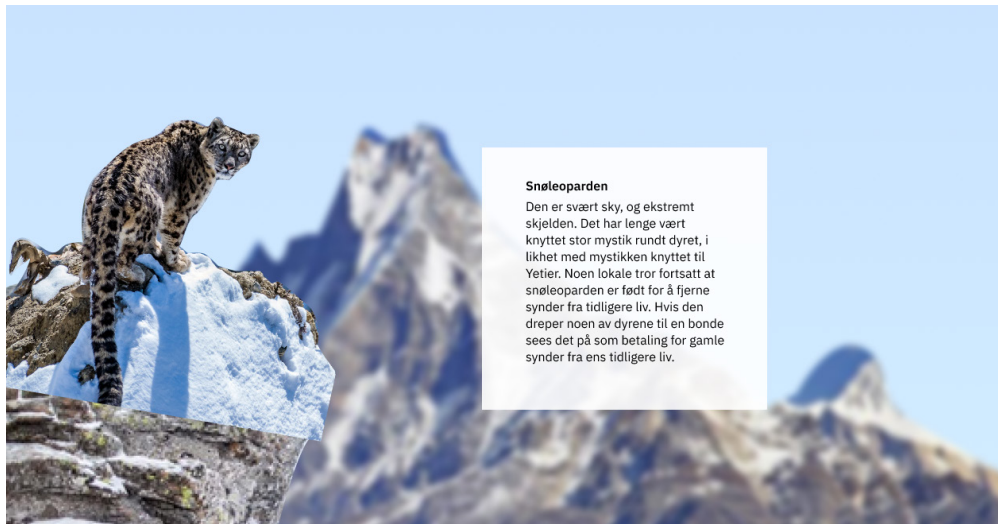 Snøleoparden
Den er svært sky, og ekstremt
skjelden. Det har lenge vært
knyttet stor mystik rundt dyret, i
likhet med mystikken knyttet til
Yetier. Noen lokale tror fortsatt at
snøleoparden er født for å fjerne
synder fra tidligere liv. Hvis den
dreper noen av dyrene til en bonde
sees det på som betaling for gamle
synder fra ens tidligere liv.